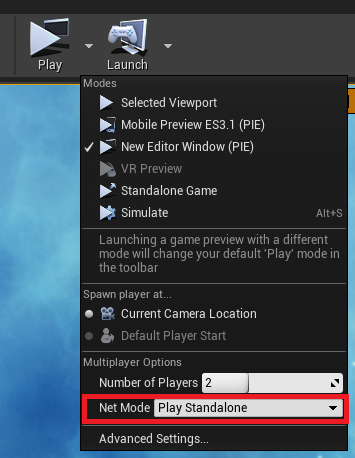 Play Launch
Modes
Selected Viewport
Mobile Preview ES3.1 (PIE)
New Editor Window (PIE)
VR Preview
Standalone Game
Simulate Alt+S
Launching a game preview with a different
mode will change your default 'Play' mode in
the toolbar
Spawn player at...
Current Camera Location
Default Player Start
Multiplayer Options
Number of Players 2
Net Mode Play Standalone
Advanced Settings...